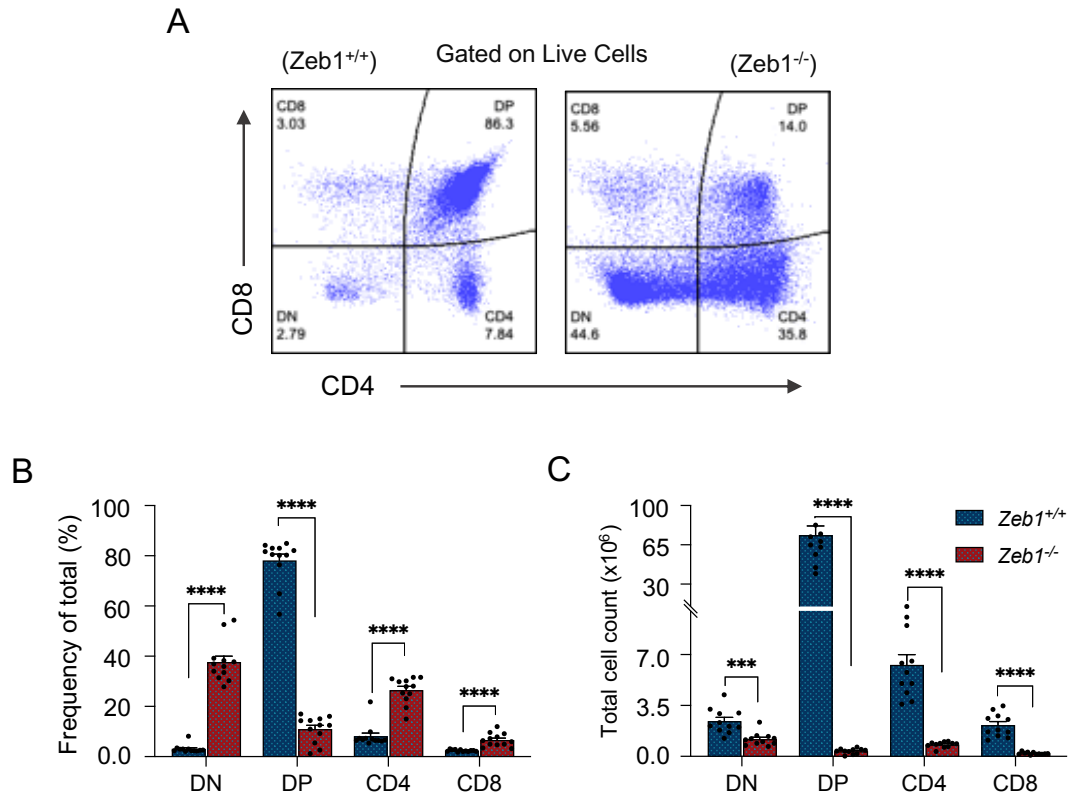 A
(Zeb1+/+) Gated on Live Cells (Zeb1-/-)
CD8 DP
3.03 86.3
DN CD4
2.79 7.84
CD8 DP
5.56 14.0
DN CD4
44.6 35.8
CD8
CD4
B
Frequency of total (%)
100
80
60
40
20
0.0
****
****
****
****
DN DP CD4 CD8
C
Total cell count (x10⁶)
100
65
30
7.0
3.5
0.0
***
****
****
****
DN DP CD4 CD8
Zeb1+/+
Zeb1-/-